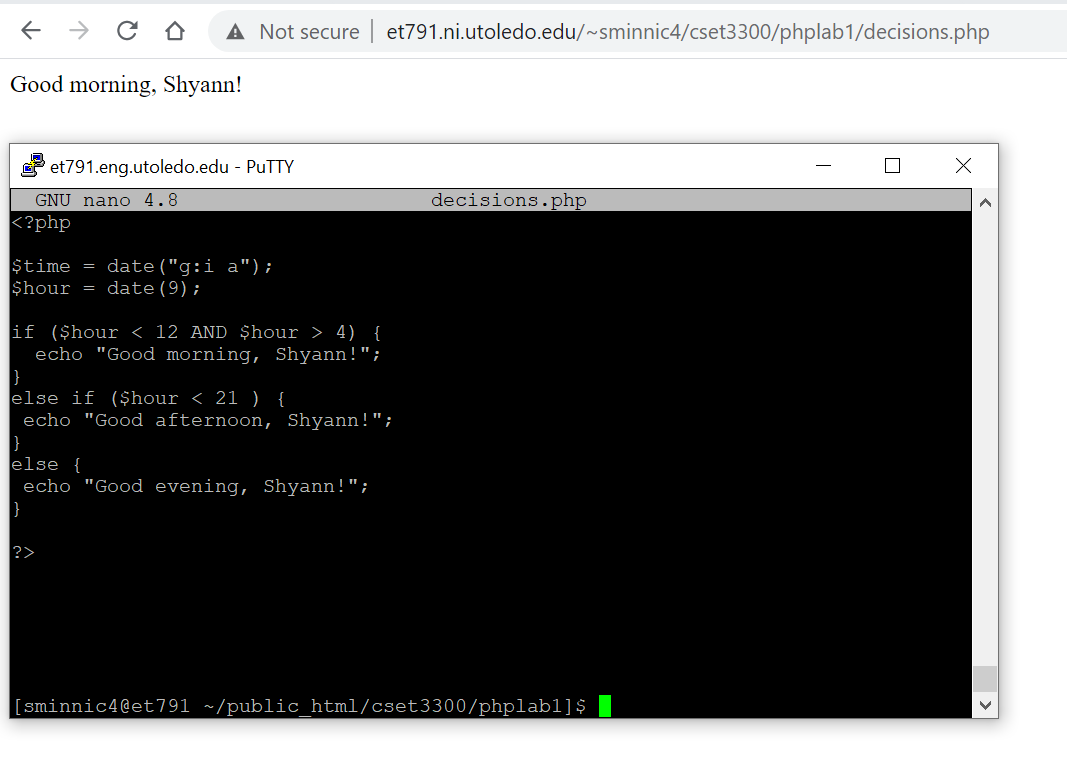 Not secure | et791.ni.utoledo.edu/~sminnic4/cset3300/phplab1/decisions.php
Good morning, Shyann!
et791.eng.utoledo.edu - PuTTY
GNU nano 4.8 decisions.php
<?php
$time = date("g:i a");
$hour = date(9);
if ($hour < 12 AND $hour > 4) {
echo "Good morning, Shyann!";
}
else if ($hour < 21 ) {
echo "Good afternoon, Shyann!";
}
else {
echo "Good evening, Shyann!";
}
?>
[sminnic4@et791 ~/public_html/cset3300/phplab1]$